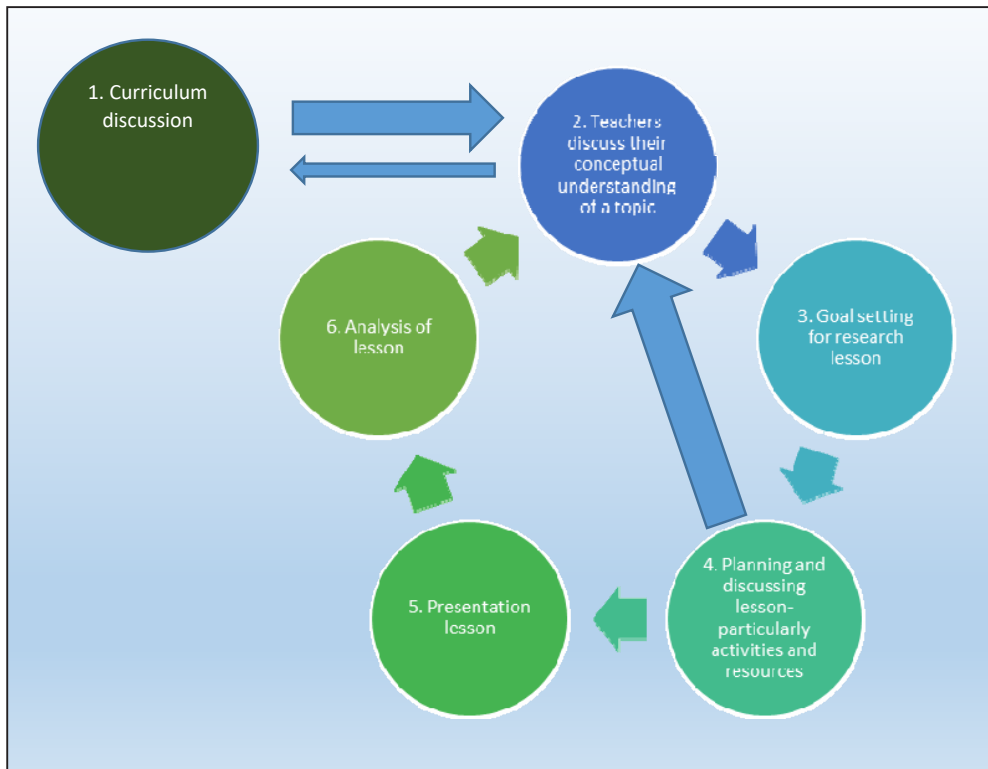 1. Curriculum
discussion
2. Teachers
discuss their
conceptual
understanding
of a topic
3. Goal setting
for research
lesson
4. Planning and
discussing
lesson-
particularly
activities and
resources
5. Presentation
lesson
6. Analysis of
lesson